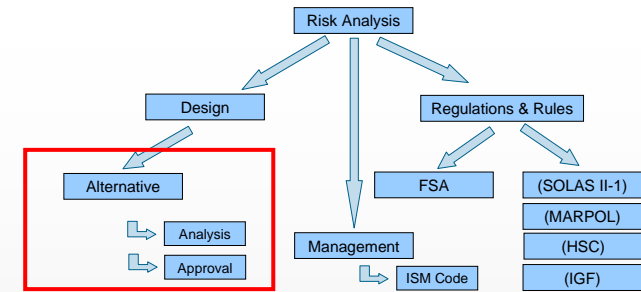 Risk Analysis
Design
Regulations & Rules
Alternative
FSA
(SOLAS II-1)
(MARPOL)
Analysis
Management
(HSC)
Approval
ISM Code
(IGF)